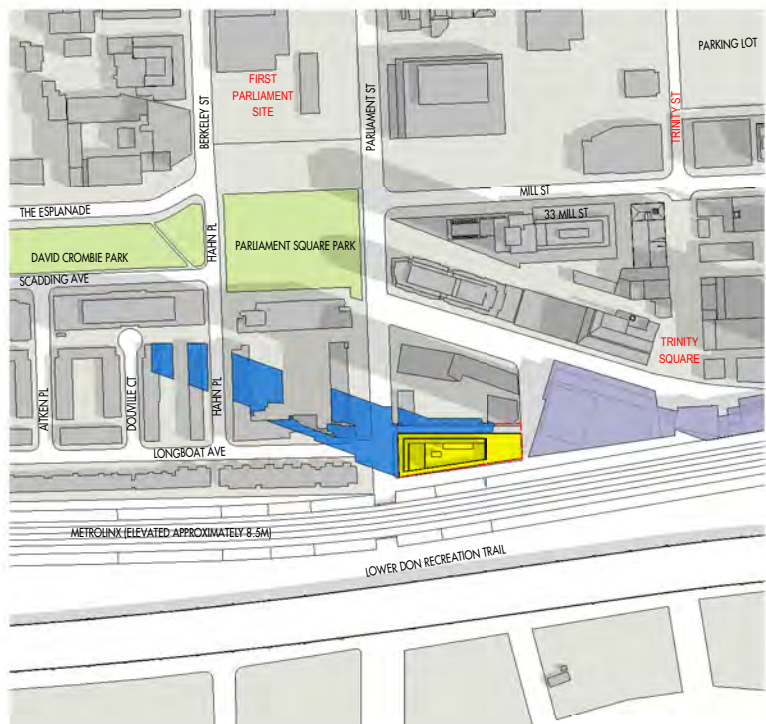 PARKING LOT
FIRST
PARLIAMENT
SITE
BERKELEY ST
PARLIAMENT ST
TRINITY ST
MILL ST
THE ESPLANADE
33 MILL ST
HAHN PL
PARLIAMENT SQUARE PARK
DAVID CROMBIE PARK
SCADDING AVE
TRINITY
SQUARE
AITKEN PL
DOUVILLE CT
HAHN PL
LONGBOAT AVE
METROLINX (ELEVATED APPROXIMATELY 8.5M)
LOWER DON RECREATION TRAIL